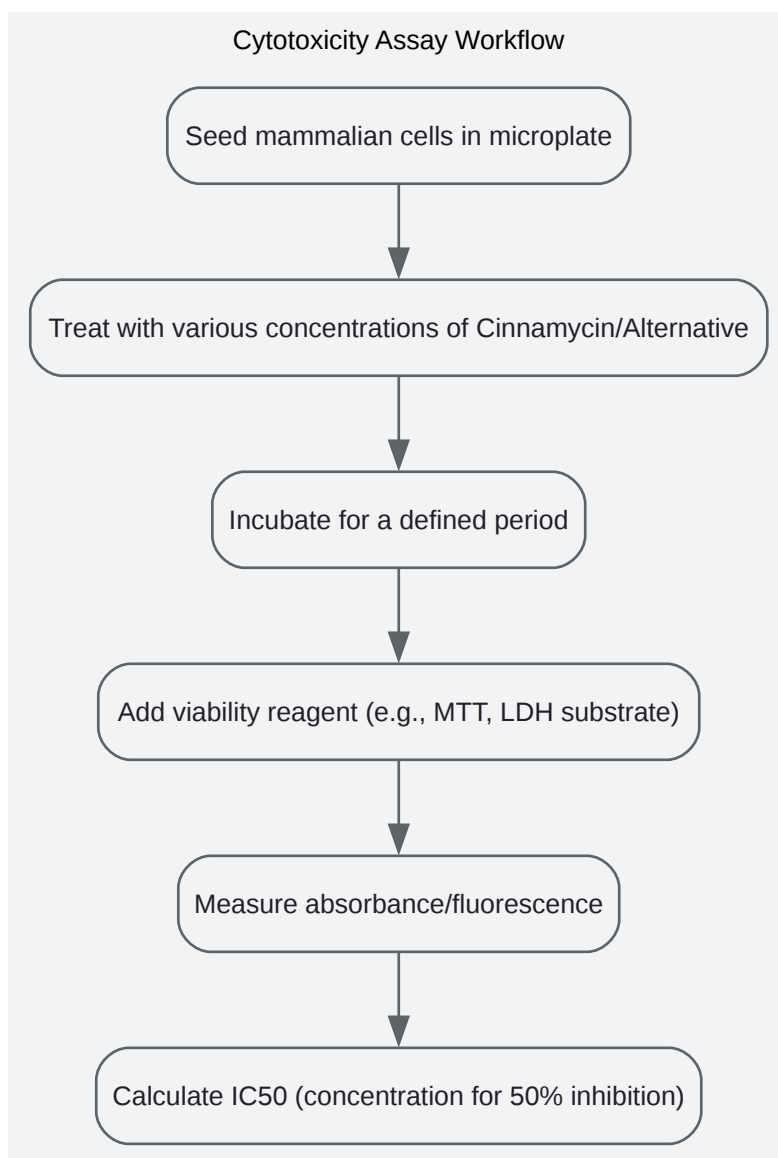 Cytotoxicity Assay Workflow
Seed mammalian cells in microplate
Treat with various concentrations of Cinnamycin/Alternative
Incubate for a defined period
Add viability reagent (e.g., MTT, LDH substrate)
Measure absorbance/fluorescence
Calculate IC50 (concentration for 50% inhibition)